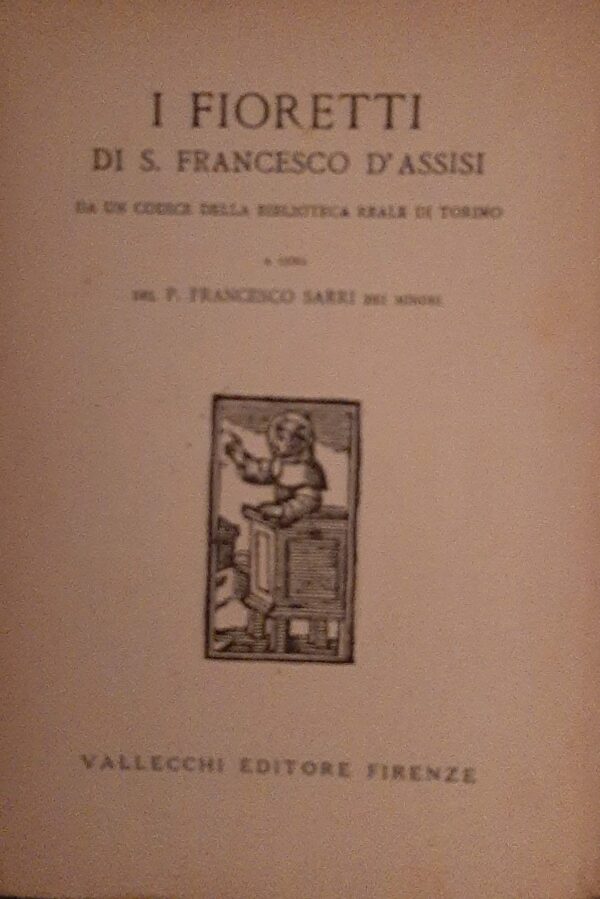 I FIORETTI
DI S. FRANCESCO D'ASSISI
DA UN CODICE DELLA BIBLIOTECA REALE DI TORINO
A CURA
DEL P. FRANCESCO SARRI DEI MINORI
VALLECCHI EDITORE FIRENZE